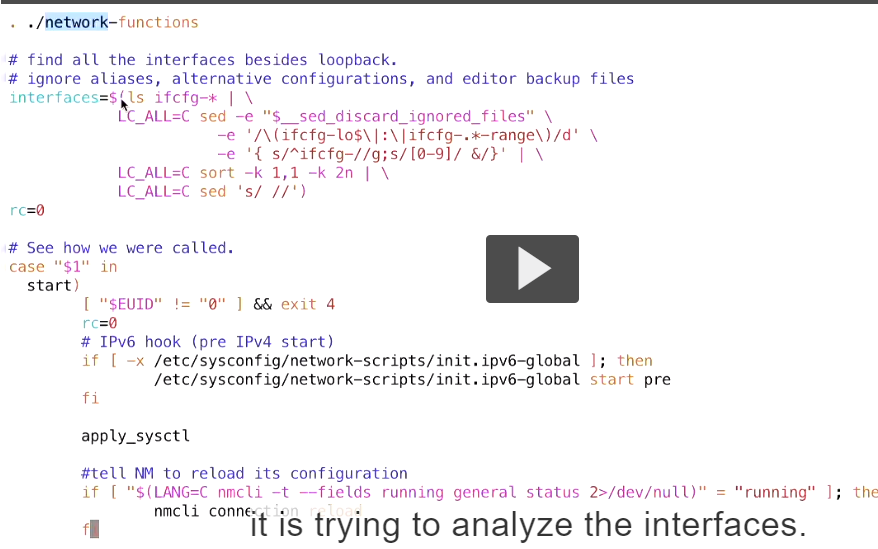 . ./network-functions
# find all the interfaces besides loopback.
# ignore aliases, alternative configurations, and editor backup files
interfaces=$(ls ifcfg-* | \
LC_ALL=C sed -e "$__sed_discard_ignored_files" \
-e '/\(ifcfg-lo$\|:\|ifcfg-.*-range\)/d' \
-e '{ s/^ifcfg-//g;s/[0-9]/ &/}' | \
LC_ALL=C sort -k 1,1 -k 2n | \
LC_ALL=C sed 's/ //')
rc=0
# See how we were called.
case "$1" in
start)
[ "$EUID" != "0" ] && exit 4
rc=0
# IPv6 hook (pre IPv4 start)
if [ -x /etc/sysconfig/network-scripts/init.ipv6-global ]; then
/etc/sysconfig/network-scripts/init.ipv6-global start pre
fi
apply_sysctl
#tell NM to reload its configuration
if [ "$(LANG=C nmcli -t --fields running general status 2>/dev/null)" = "running" ]; the
nmcli connection reload
it is trying to analyze the interfaces.